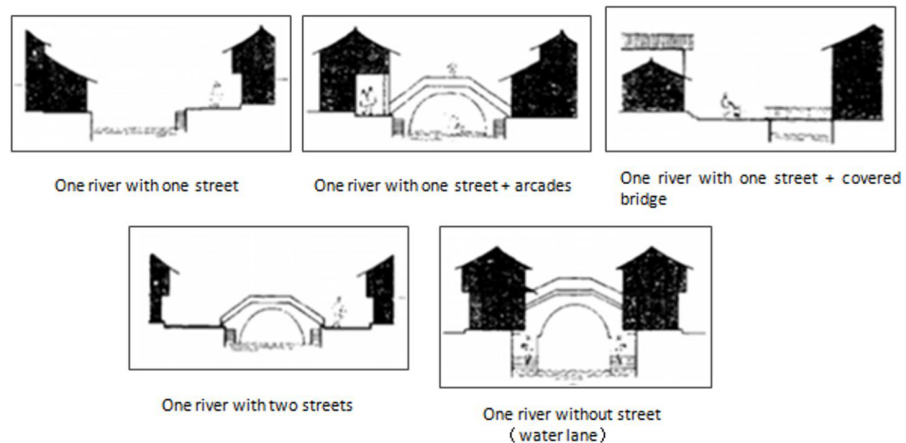 One river with one street
One river with one street + arcades
One river with one street + covered
bridge
One river with two streets
One river without street
（water lane）